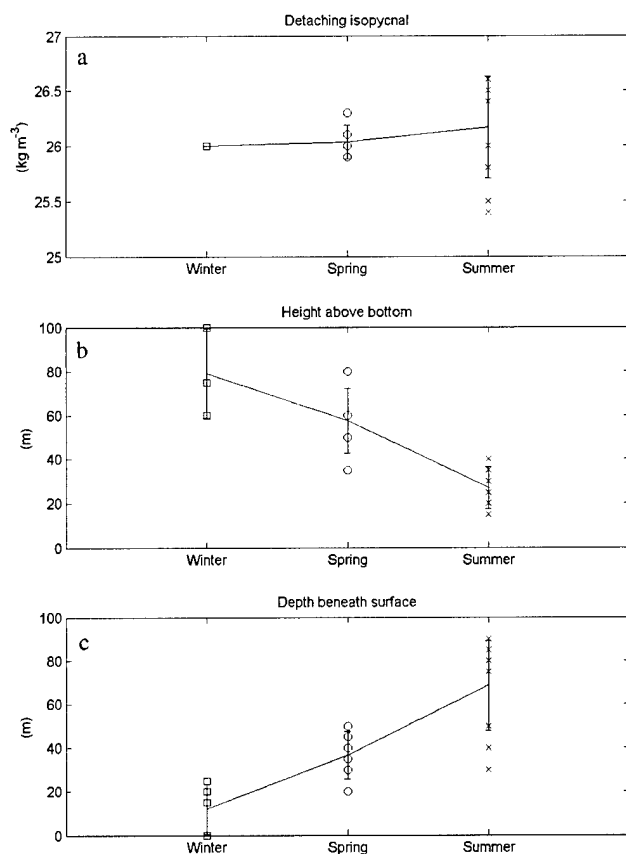 Detaching isopycnal
27
a
26.5
(kg m⁻³)
26
25.5
25
Winter Spring Summer
Height above bottom
100
b
80
60
(m)
40
20
0
Winter Spring Summer
Depth beneath surface
100
c
80
60
(m)
40
20
0
Winter Spring Summer